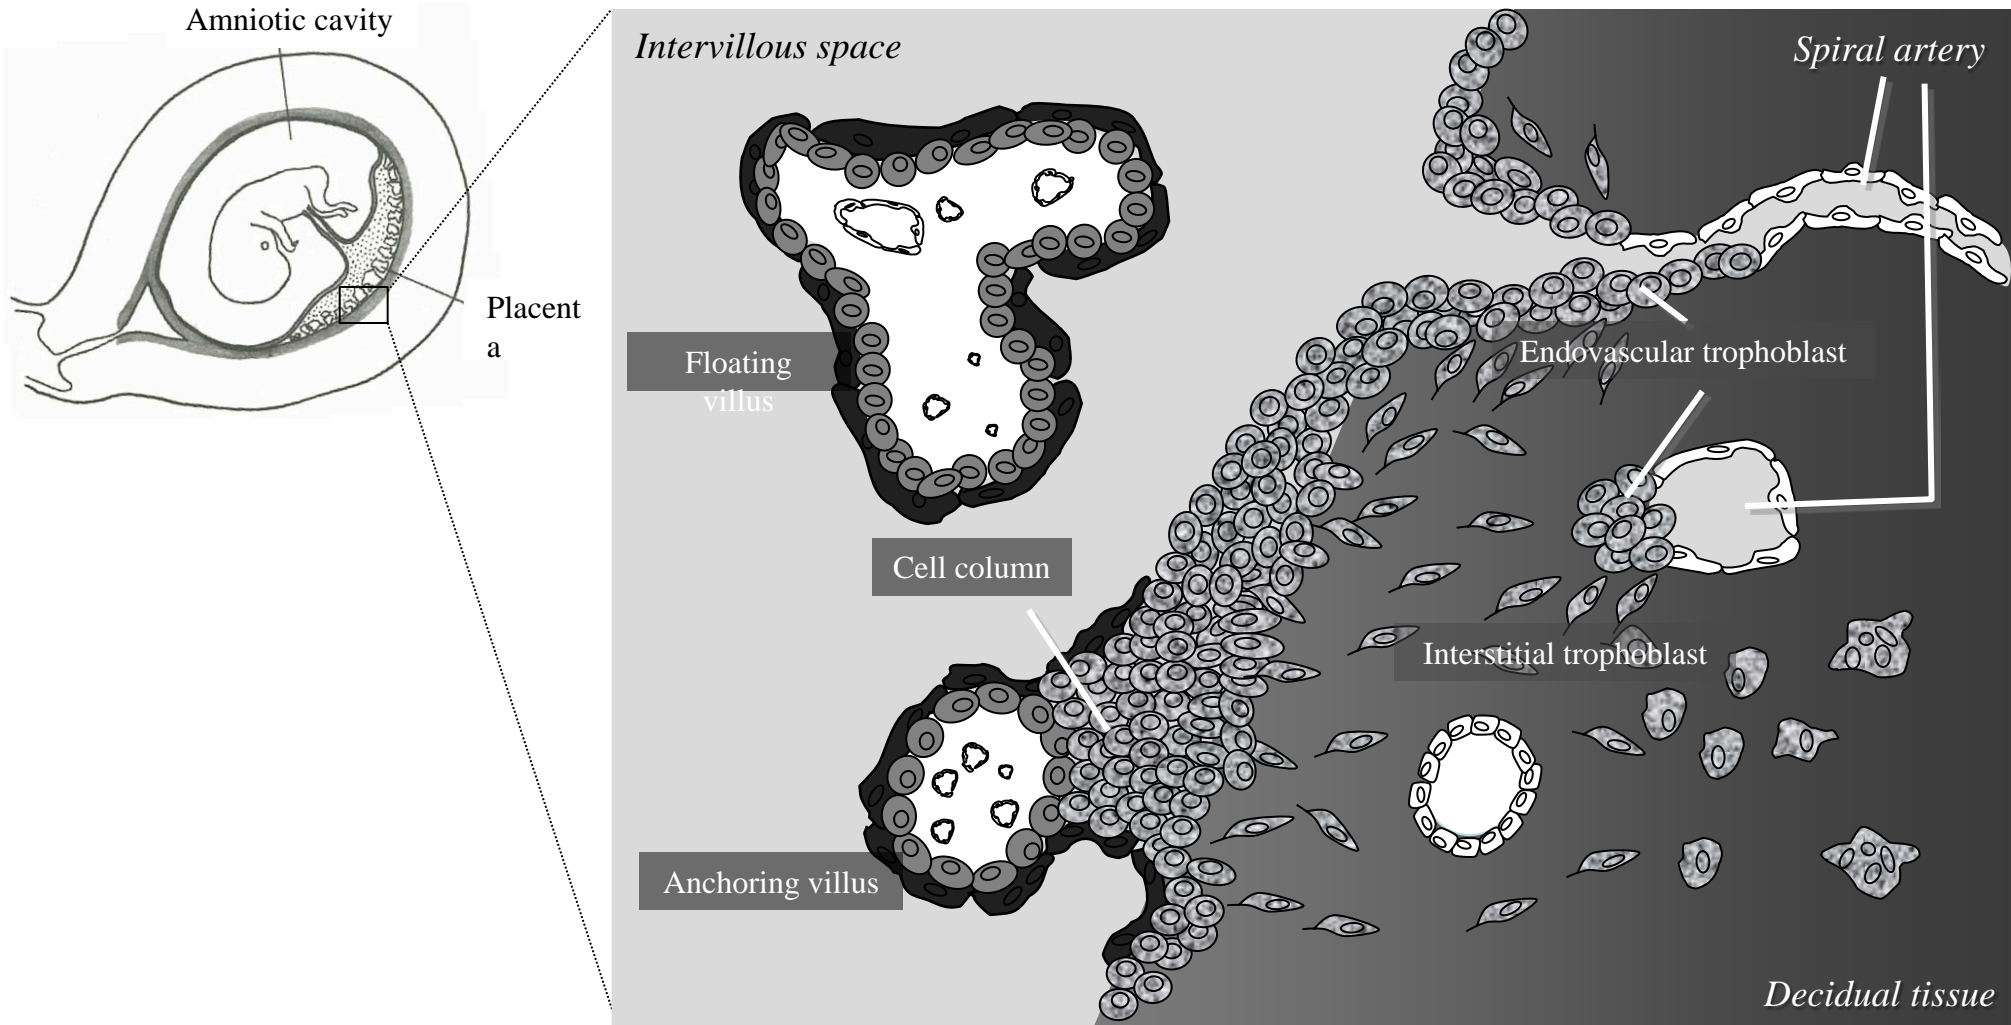 Amniotic cavity
Placent
a
Intervillous space
Spiral artery
Floating
villus
Endovascular trophoblast
Cell column
Interstitial trophoblast
Anchoring villus
Decidual tissue